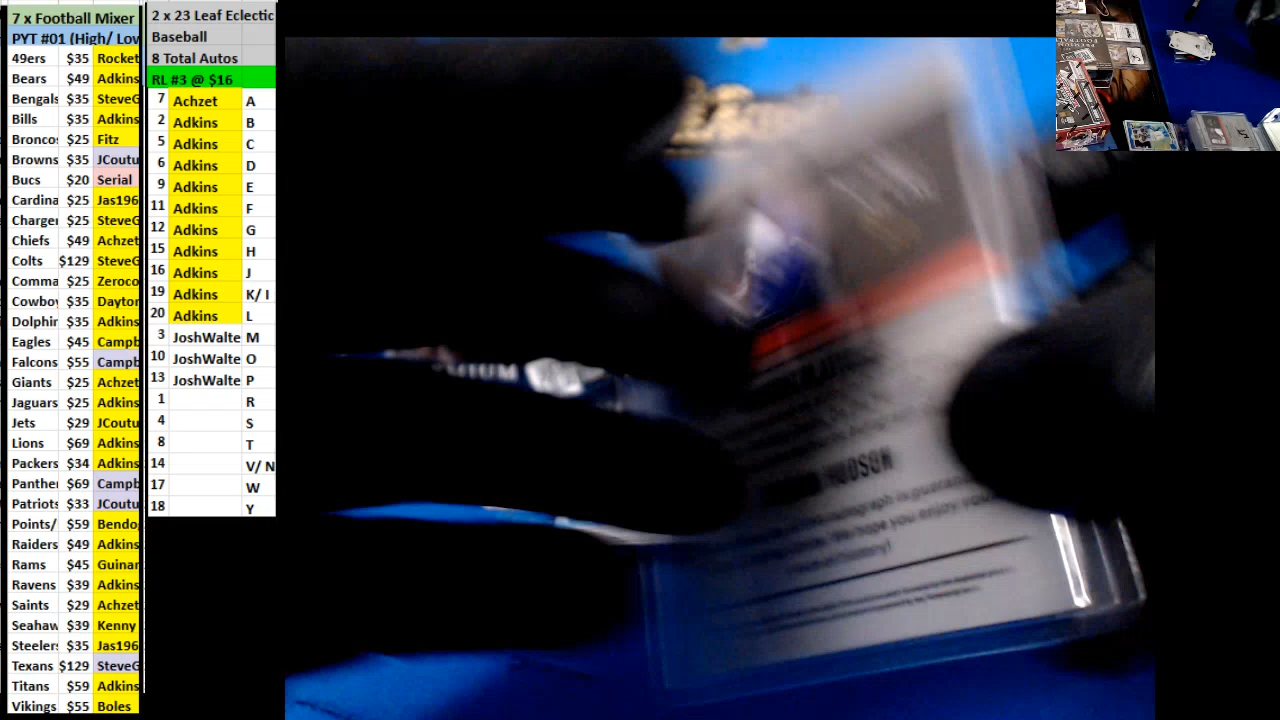 7 x Football Mixer
PYT #01 (High/ Lov
49ers $35 Rocket
Bears $49 Adkins
Bengals $35 SteveG
Bills $35 Adkins
Bronco: $25 Fitz
Browns $35 JCoutu
Bucs $20 Serial
Cardina $25 Jas196
Charger $25 SteveG
Chiefs $49 Achzet
Colts $129 SteveG
Comma $25 Zeroco
Cowboy $35 Dayton
Dolphin $35 Adkins
Eagles $45 Campb
Falcons $55 Campb
Giants $25 Achzet
Jaguars $25 Adkins
Jets $29 JCoutu
Lions $69 Adkins
Packers $34 Adkins
Panther $69 Campb
Patriots $33 JCoutu
Points/ $59 Bendo
Raiders $49 Adkins
Rams $45 Guinar
Ravens $39 Adkins
Saints $29 Achzet
Seahaw $39 Kenny
Steelers $35 Jas196
Texans $129 SteveG
Titans $59 Adkins
Vikings $55 Boles
2 x 23 Leaf Eclectic
Baseball
8 Total Autos
RL #3 @ $16
7 Achzet A
2 Adkins B
5 Adkins C
6 Adkins D
9 Adkins E
11 Adkins F
12 Adkins G
15 Adkins H
16 Adkins J
19 Adkins K/ I
20 Adkins L
3 JoshWalte M
10 JoshWalte O
13 JoshWalte P
1 R
4 S
8 T
14 V/ N
17 W
18 Y
HUDSON
hope you enjoy